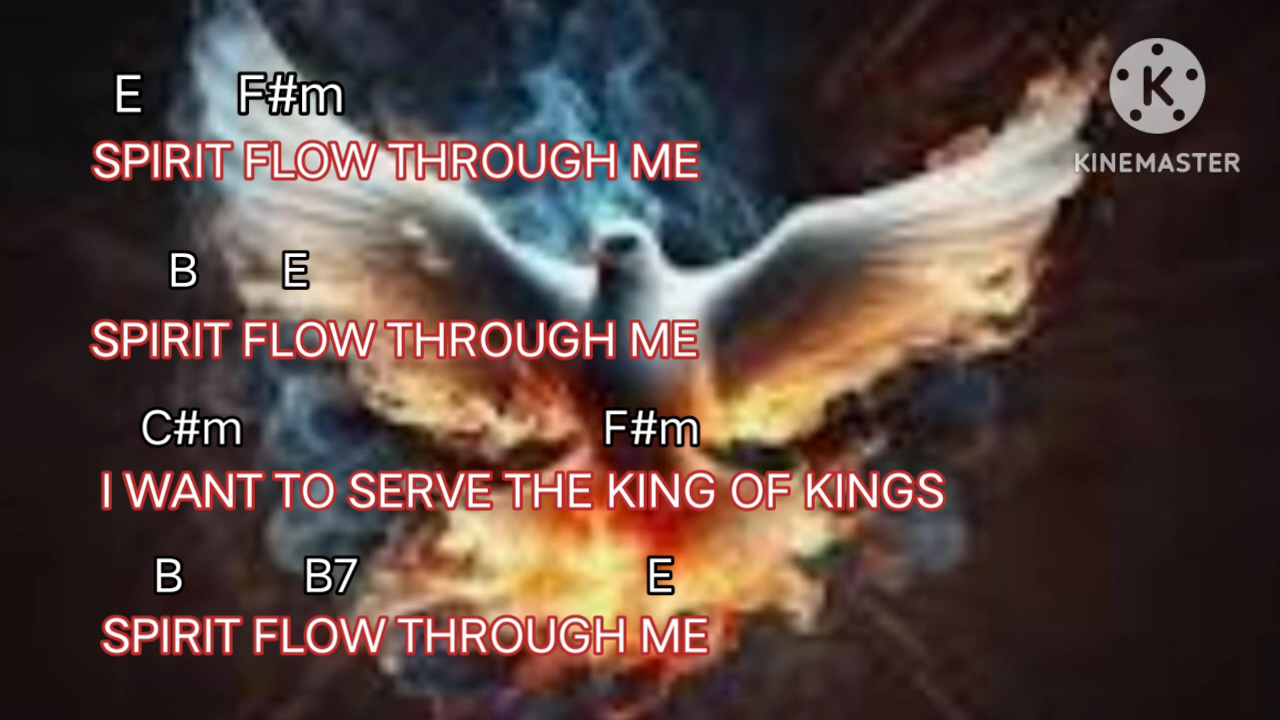 E F#m
SPIRIT FLOW THROUGH ME
B E
SPIRIT FLOW THROUGH ME
C#m F#m
I WANT TO SERVE THE KING OF KINGS
B B7 E
SPIRIT FLOW THROUGH ME
K
KINEMASTER